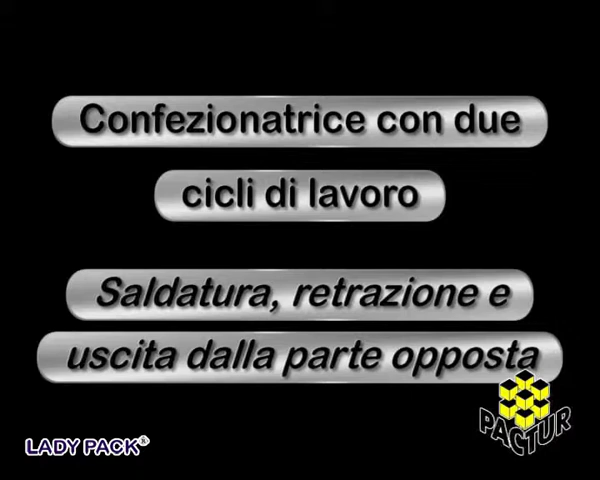 Confezionatrice con due
cicli di lavoro
Saldatura, retrazione e
uscita dalla parte opposta
PACTUR
LADY PACK®